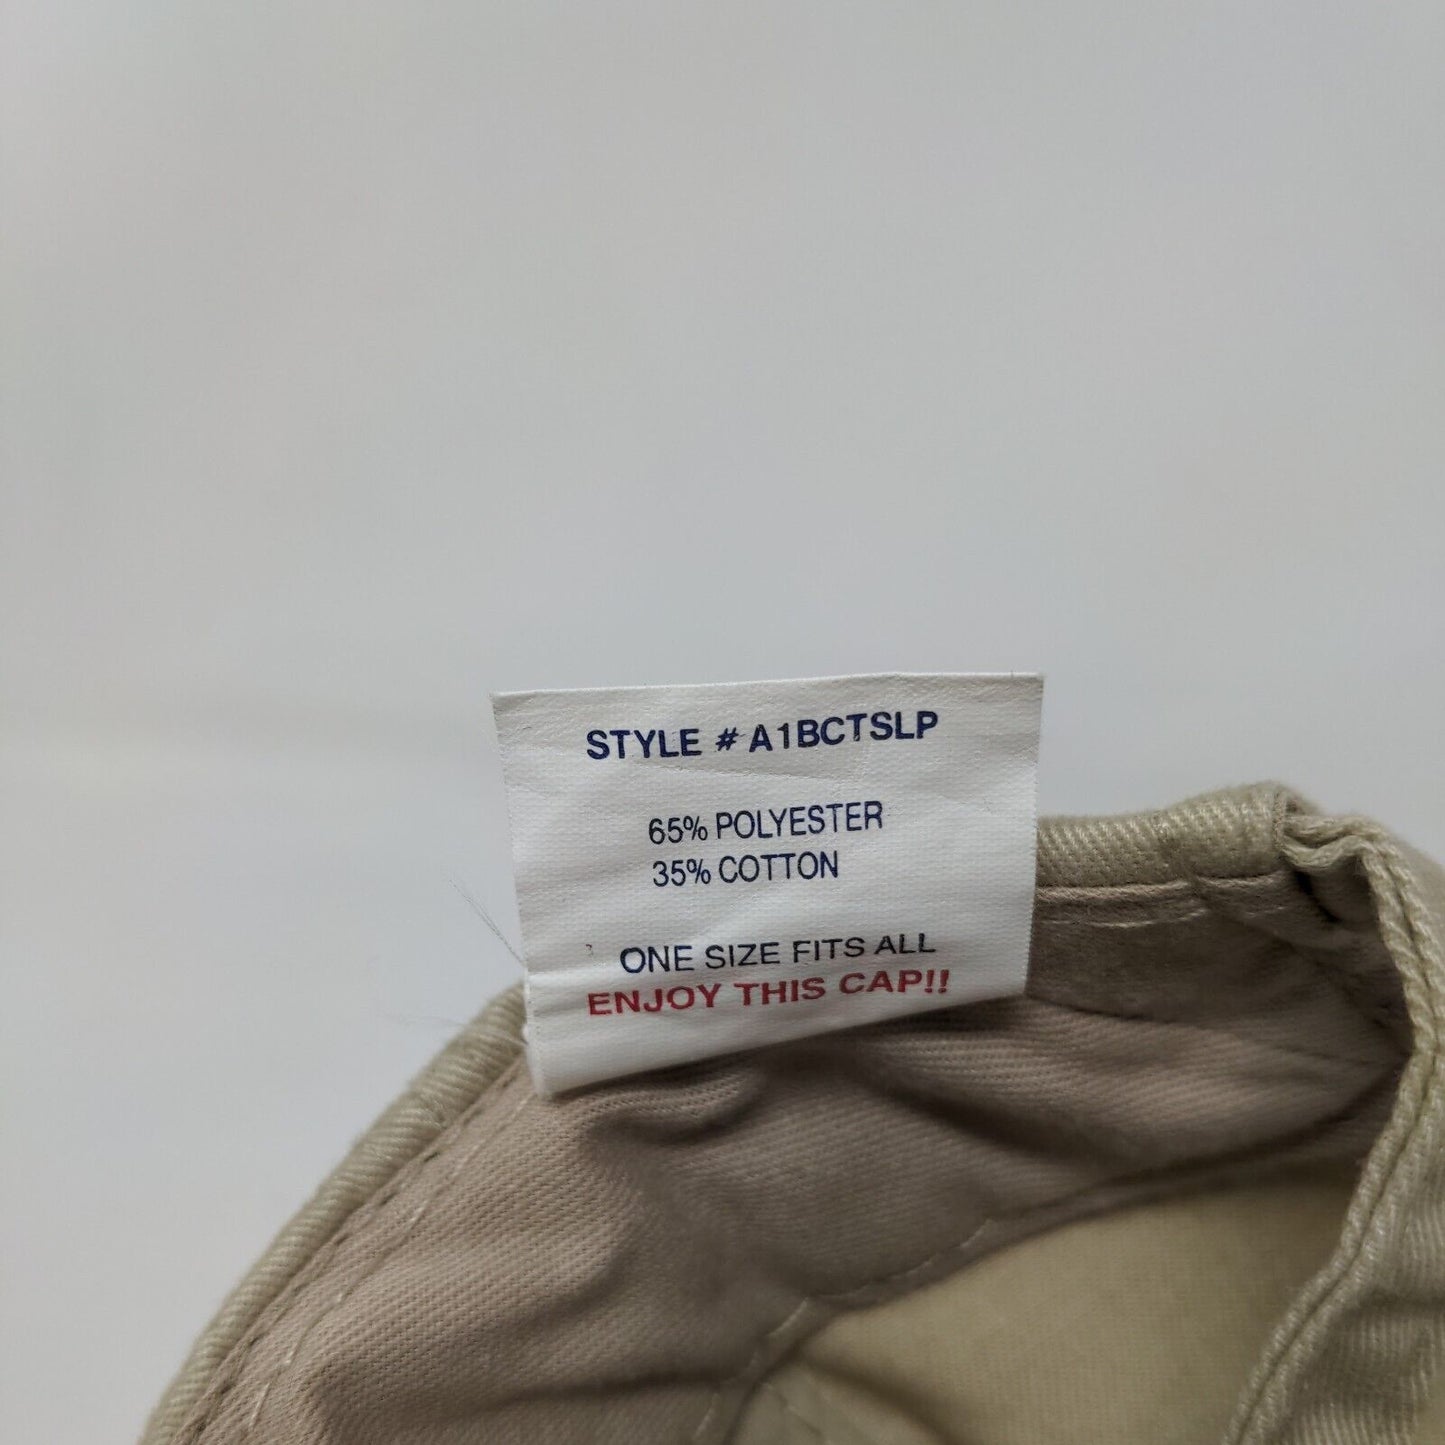 STYLE # A1BCTSLP
65% POLYESTER
35% COTTON
ONE SIZE FITS ALL
ENJOY THIS CAP!!